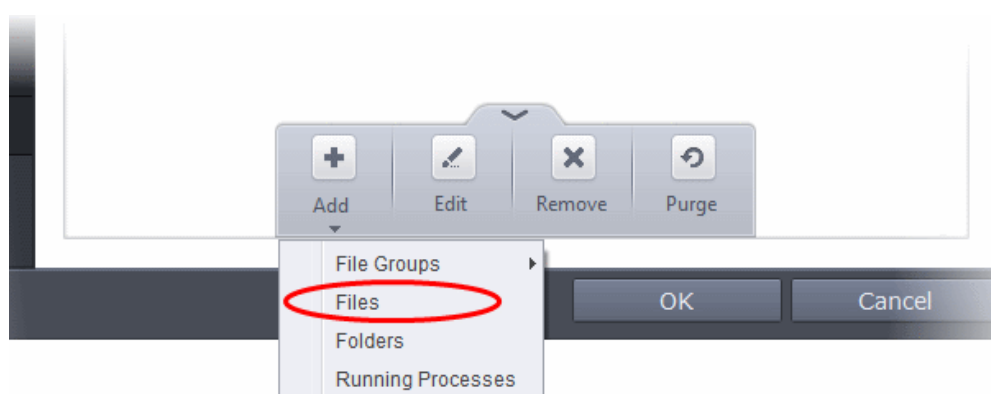 Add Edit Remove Purge
File Groups
Files
OK Cancel
Folders
Running Processes